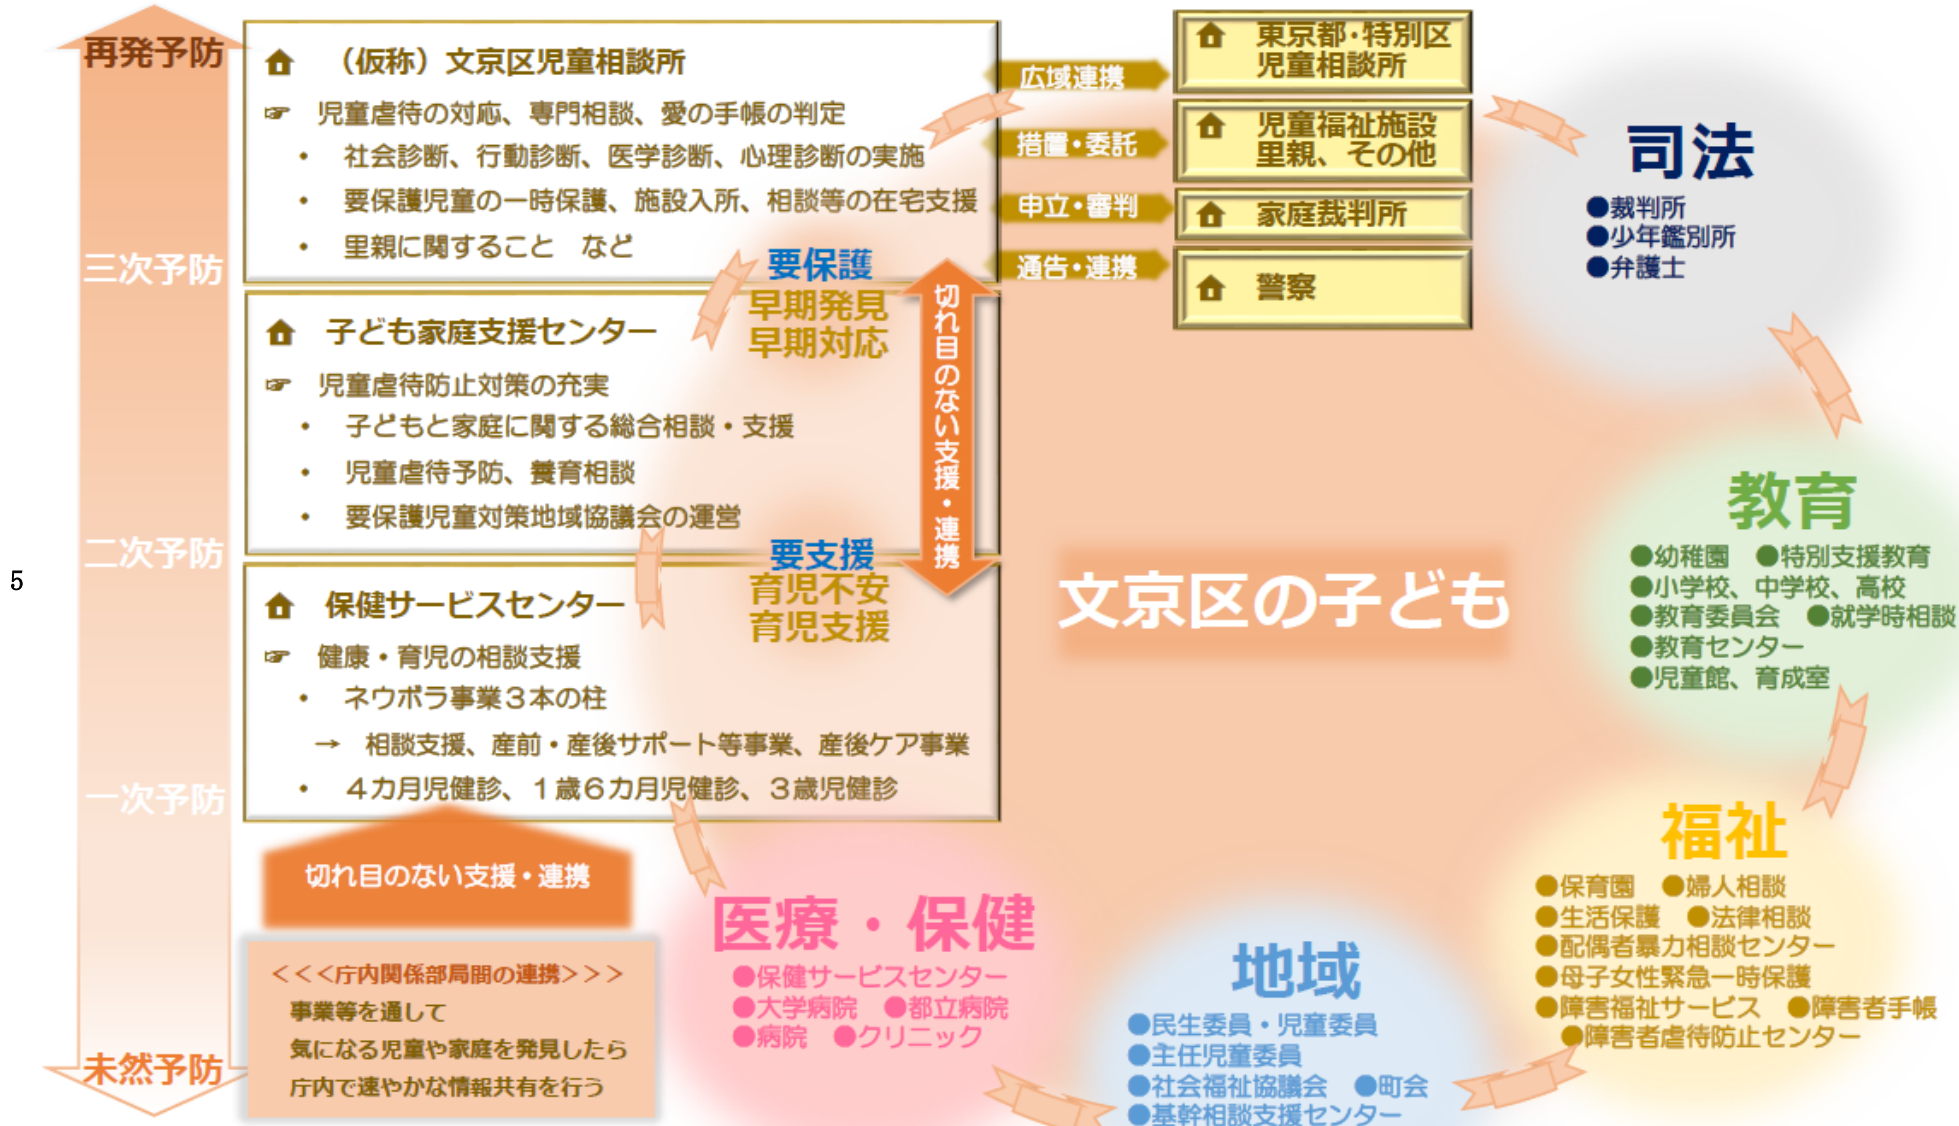 再発予防
三次予防
二次予防
一次予防
未然予防
5
（仮称）文京区児童相談所
☞ 児童虐待の対応、専門相談、愛の手帳の判定
・ 社会診断、行動診断、医学診断、心理診断の実施
・ 要保護児童の一時保護、施設入所、相談等の在宅支援
・ 里親に関すること など
子ども家庭支援センター
☞ 児童虐待防止対策の充実
・ 子どもと家庭に関する総合相談・支援
・ 児童虐待予防、養育相談
・ 要保護児童対策地域協議会の運営
保健サービスセンター
☞ 健康・育児の相談支援
・ ネウボラ事業３本の柱
→ 相談支援、産前・産後サポート等事業、産後ケア事業
・ ４カ月児健診、１歳６カ月児健診、３歳児健診
要保護
早期発見
早期対応
要支援
育児不安
育児支援
切れ目のない支援・連携
切れ目のない支援・連携
＜＜＜庁内関係部局間の連携＞＞＞
事業等を通して
気になる児童や家庭を発見したら
庁内で速やかな情報共有を行う
広域連携
措置・委託
申立・審判
通告・連携
東京都・特別区
児童相談所
児童福祉施設
里親、その他
家庭裁判所
警察
文京区の子ども
司法
●裁判所
●少年鑑別所
●弁護士
教育
●幼稚園 ●特別支援教育
●小学校、中学校、高校
●教育委員会 ●就学時相談
●教育センター
●児童館、育成室
福祉
●保育園 ●婦人相談
●生活保護 ●法律相談
●配偶者暴力相談センター
●母子女性緊急一時保護
●障害福祉サービス ●障害者手帳
●障害者虐待防止センター
地域
●民生委員・児童委員
●主任児童委員
●社会福祉協議会 ●町会
●基幹相談支援センター
医療・保健
●保健サービスセンター
●大学病院 ●都立病院
●病院 ●クリニック